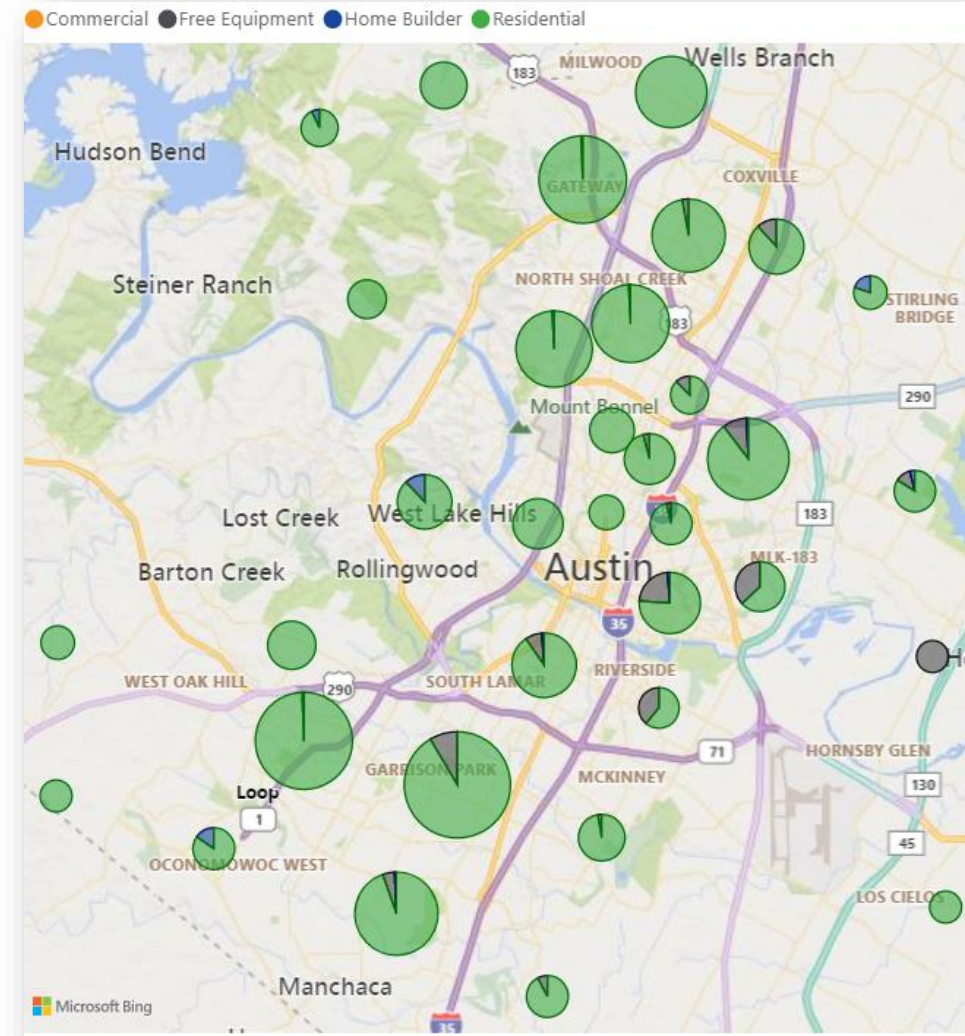 Commercial Free Equipment Home Builder Residential
183
MILWOOD
Wells Branch
Hudson Bend
COXVILLE
GATEWAY
Steiner Ranch
NORTH SHOAL CREEK
STIRLING
BRIDGE
183
290
Mount Bonnel
Lost Creek
West Lake Hills
183
Barton Creek
Rollingwood
Austin
MLK-183
35
WEST OAK HILL
290
SOUTH LAMAR
RIVERSIDE
71
HORNSBY GLEN
GARRISON PARK
MCKINNEY
130
Loop
1
45
OCONOMOWOC WEST
LOS CIELOS
Manchaca
Microsoft Bing
35